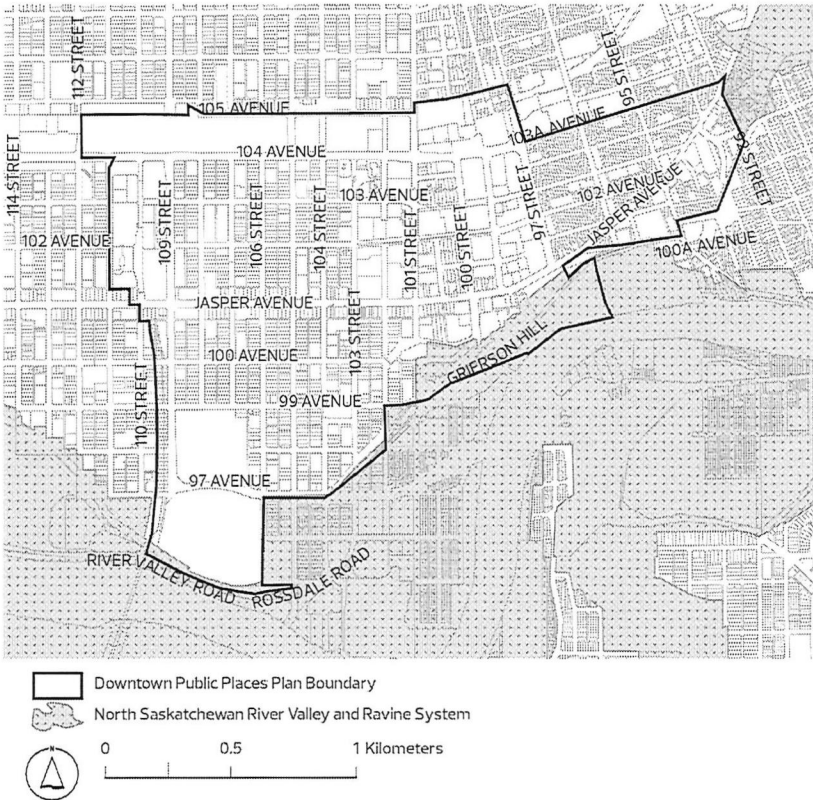 112 STREET
95 STREET
105 AVENUE
103A AVENUE
104 AVENUE
114 STREET
92 STREET
103 AVENUE
102 AVENUE
109 STREET
106 STREET
104 STREET
101 STREET
100 STREET
97 STREET
JASPER AVENUE
102 AVENUE
100A AVENUE
JASPER AVENUE
103 STREET
100 AVENUE
GRIERSON HILL
110 STREET
99 AVENUE
97 AVENUE
RIVER VALLEY ROAD
ROSSDALE ROAD
Downtown Public Places Plan Boundary
North Saskatchewan River Valley and Ravine System
N
0 0.5 1 Kilometers